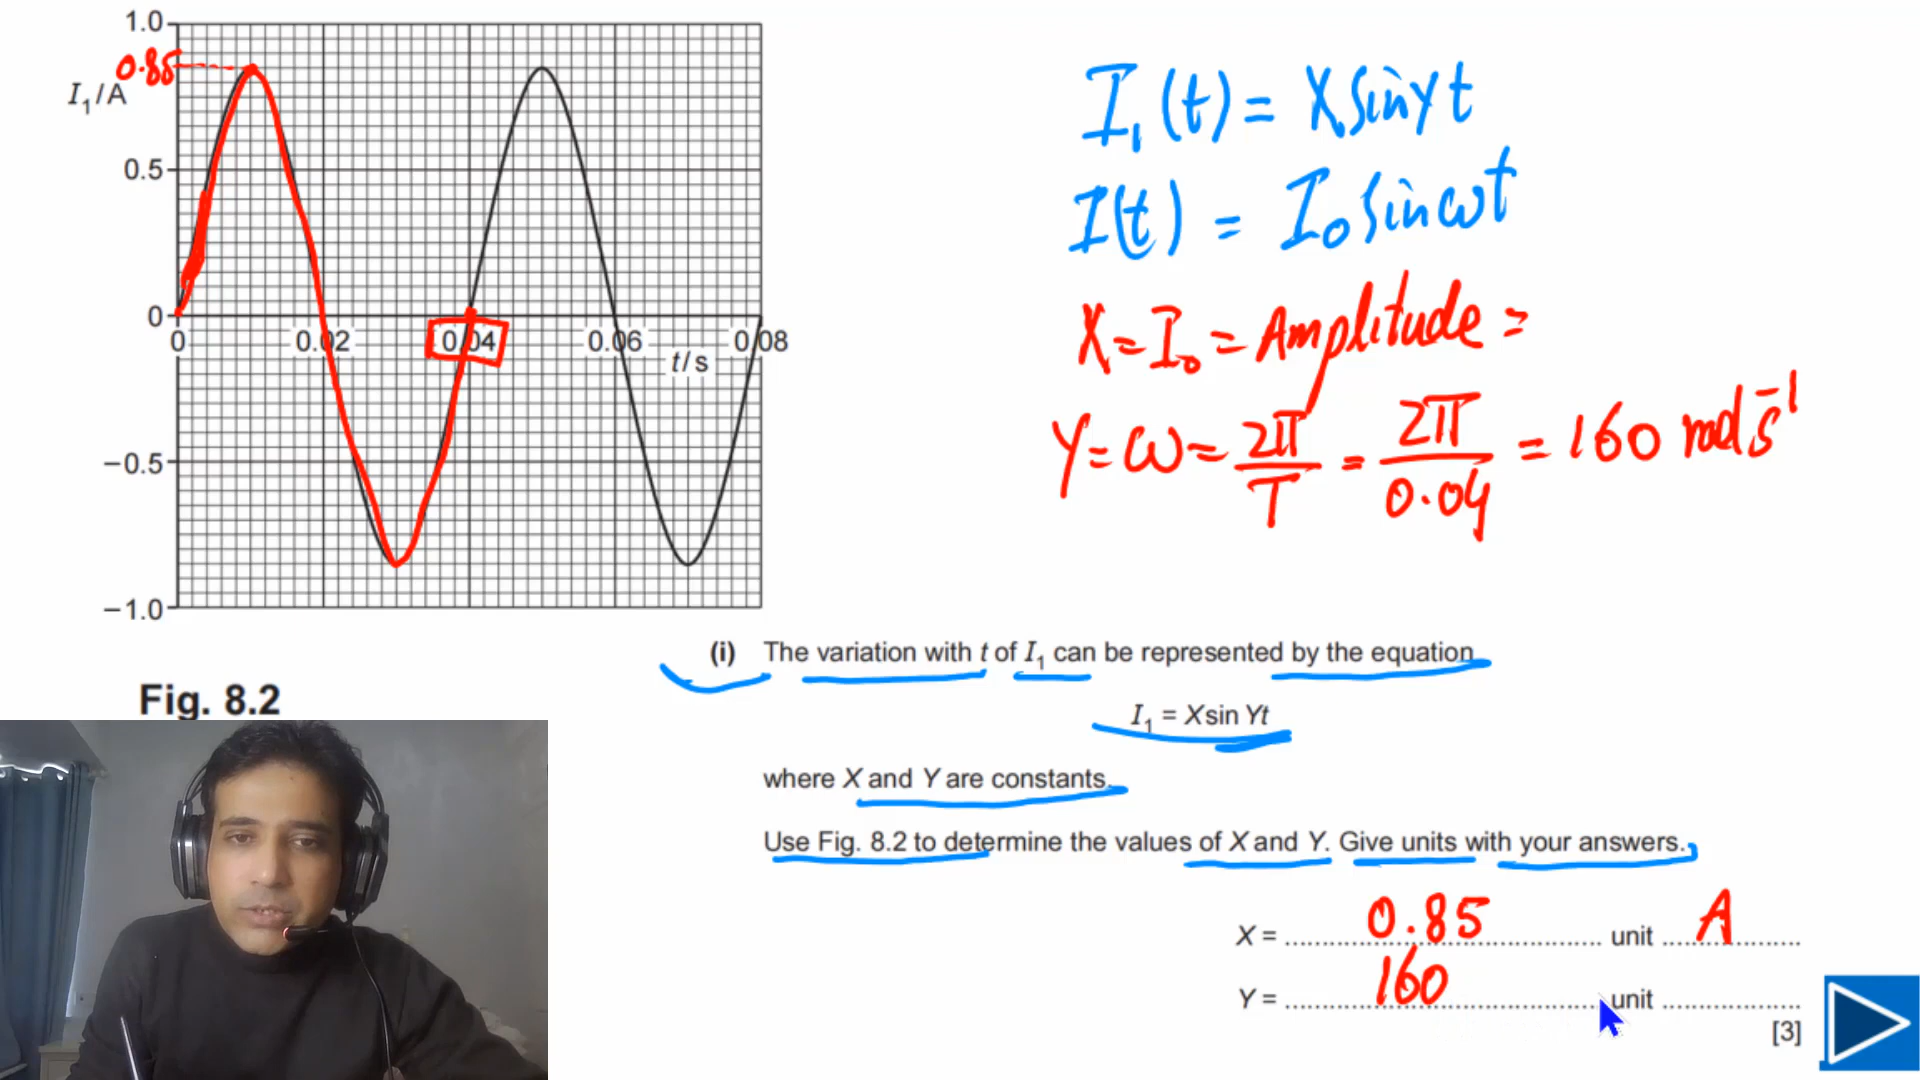 1.0
0.85
I₁/A
0.5
0
0 0.02 0.04 0.06 0.08
t/s
−0.5
−1.0
Fig. 8.2
I₁(t) = X sin Y t
I(t) = I₀ sin ωt
X = I₀ = Amplitude =
Y = ω = 2π/T = 2π/0.04 = 160 rad s⁻¹
(i) The variation with t of I₁ can be represented by the equation
I₁ = X sin Yt
where X and Y are constants.
Use Fig. 8.2 to determine the values of X and Y. Give units with your answers.
X = 0.85 unit A
Y = 160 unit
[3]